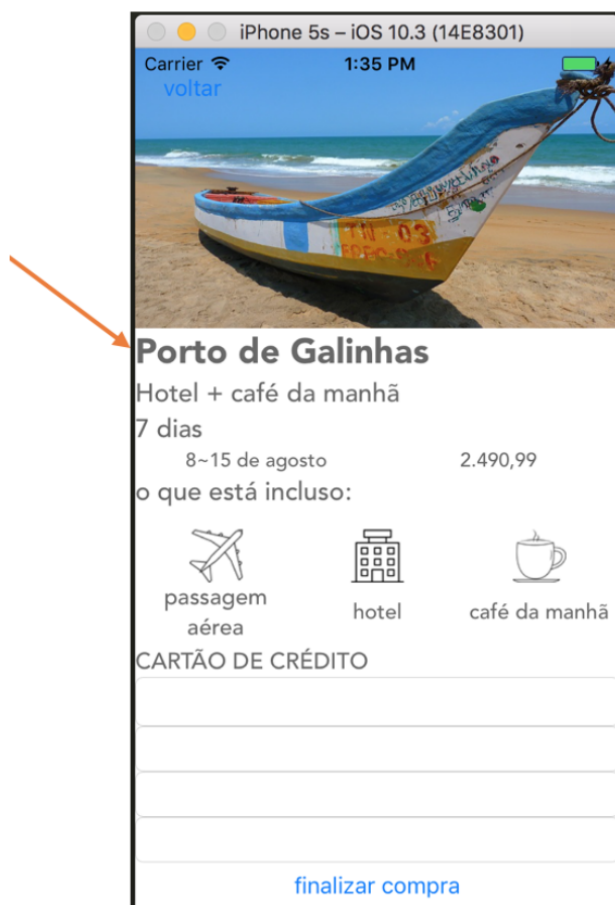 iPhone 5s – iOS 10.3 (14E8301)
Carrier 1:35 PM
voltar
TN - 03
Porto de Galinhas
Hotel + café da manhã
7 dias
8~15 de agosto 2.490,99
o que está incluso:
passagem
aérea
hotel
café da manhã
CARTÃO DE CRÉDITO
finalizar compra